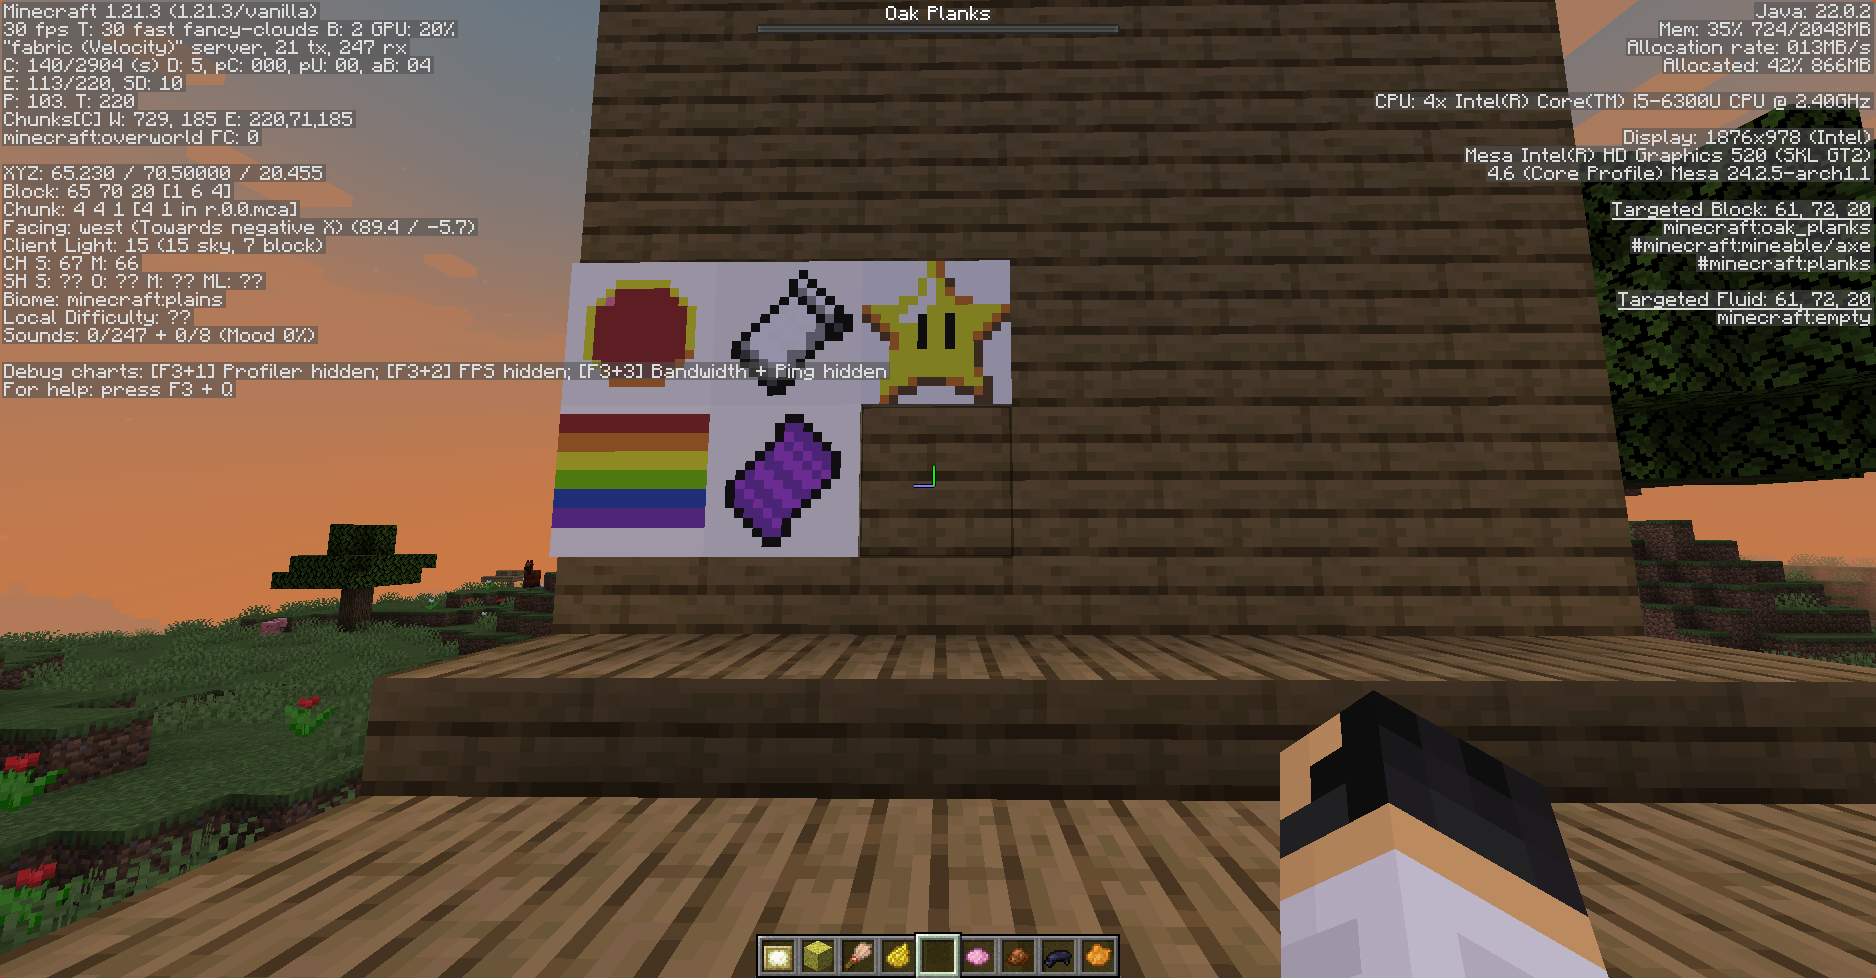 Minecraft 1.21.3 (1.21.3/vanilla)
30 fps T: 30 fast fancy-clouds B: 2 GPU: 20%
"fabric (Velocity)" server, 21 tx, 247 rx
C: 140/2904 (s) D: 5, pC: 000, pU: 00, aB: 04
E: 113/220, SD: 10
P: 103. T: 220
Chunks[C] W: 729, 185 E: 220,71,185
minecraft:overworld FC: 0
XYZ: 65.230 / 70.50000 / 20.455
Block: 65 70 20 [1 6 4]
Chunk: 4 4 1 [4 1 in r.0.0.mca]
Facing: west (Towards negative X) (89.4 / -5.7)
Client Light: 15 (15 sky, 7 block)
CH S: 67 M: 66
SH S: ?? O: ?? M: ?? ML: ??
Biome: minecraft:plains
Local Difficulty: ??
Sounds: 0/247 + 0/8 (Mood 0%)
Debug charts: [F3+1] Profiler hidden; [F3+2] FPS hidden; [F3+3] Bandwidth + Ping hidden
For help: press F3 + Q
Oak Planks
Java: 22.0.2
Mem: 35% 724/2048MB
Allocation rate: 013MB/s
Allocated: 42% 866MB
CPU: 4x Intel(R) Core(TM) i5-6300U CPU @ 2.40GHz
Display: 1876x978 (Intel)
Mesa Intel(R) HD Graphics 520 (SKL GT2)
4.6 (Core Profile) Mesa 24.2.5-arch1.1
Targeted Block: 61, 72, 20
minecraft:oak_planks
#minecraft:mineable/axe
#minecraft:planks
Targeted Fluid: 61, 72, 20
minecraft:empty